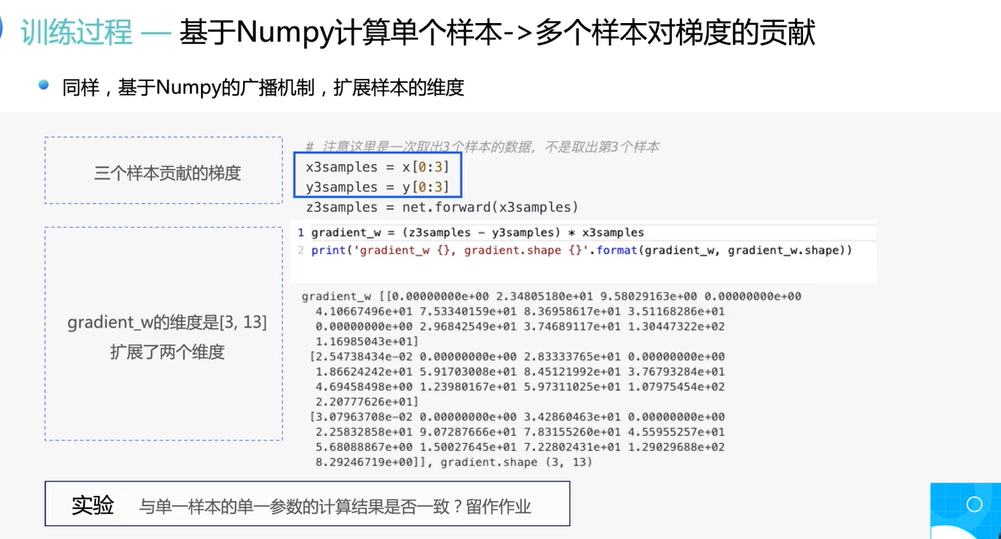 训练过程 — 基于Numpy计算单个样本->多个样本对梯度的贡献
同样，基于Numpy的广播机制，扩展样本的维度
三个样本贡献的梯度
# 注意这里是一次取出3个样本的数据，不是取出第3个样本
x3samples = x[0:3]
y3samples = y[0:3]
z3samples = net.forward(x3samples)
1 gradient_w = (z3samples - y3samples) * x3samples
2 print('gradient_w {}, gradient.shape {}'.format(gradient_w, gradient_w.shape))
gradient_w的维度是[3, 13]
扩展了两个维度
gradient_w [[0.00000000e+00 2.34805180e+01 9.58029163e+00 0.00000000e+00
4.10667496e+01 7.53340159e+01 8.36958617e+01 3.51168286e+01
0.00000000e+00 2.96842549e+01 3.74689117e+01 1.30447322e+02
1.16985043e+01]
[2.54738434e-02 0.00000000e+00 2.83333765e+01 0.00000000e+00
1.86624242e+01 5.91703008e+01 8.45121992e+01 3.76793284e+01
4.69458498e+00 1.23980167e+01 5.97311025e+01 1.07975454e+02
2.20777626e+01]
[3.07963708e-02 0.00000000e+00 3.42860463e+01 0.00000000e+00
2.25832858e+01 9.07287666e+01 7.83155260e+01 4.55955257e+01
5.68088867e+00 1.50027645e+01 7.22802431e+01 1.29029688e+02
8.29246719e+00]], gradient.shape (3, 13)
实验 与单一样本的单一参数的计算结果是否一致？留作作业